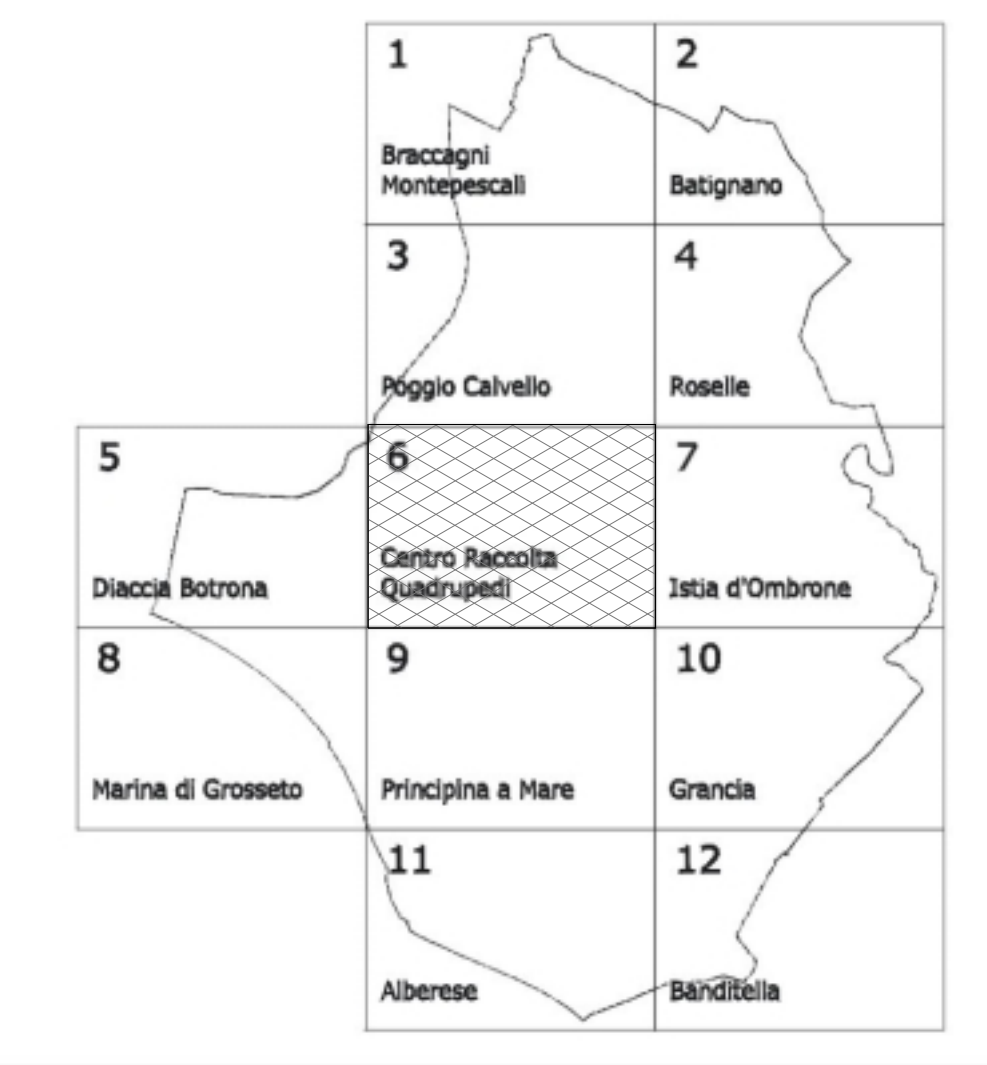 1
Braccagni
Montepescali
2
Batignano
3
Poggio Calvello
4
Roselle
5
Diaccia Botrona
6
Centro Raccolta
Quadrupedi
7
Istia d'Ombrone
8
Marina di Grosseto
9
Principina a Mare
10
Grancia
11
Alberese
12
Banditella